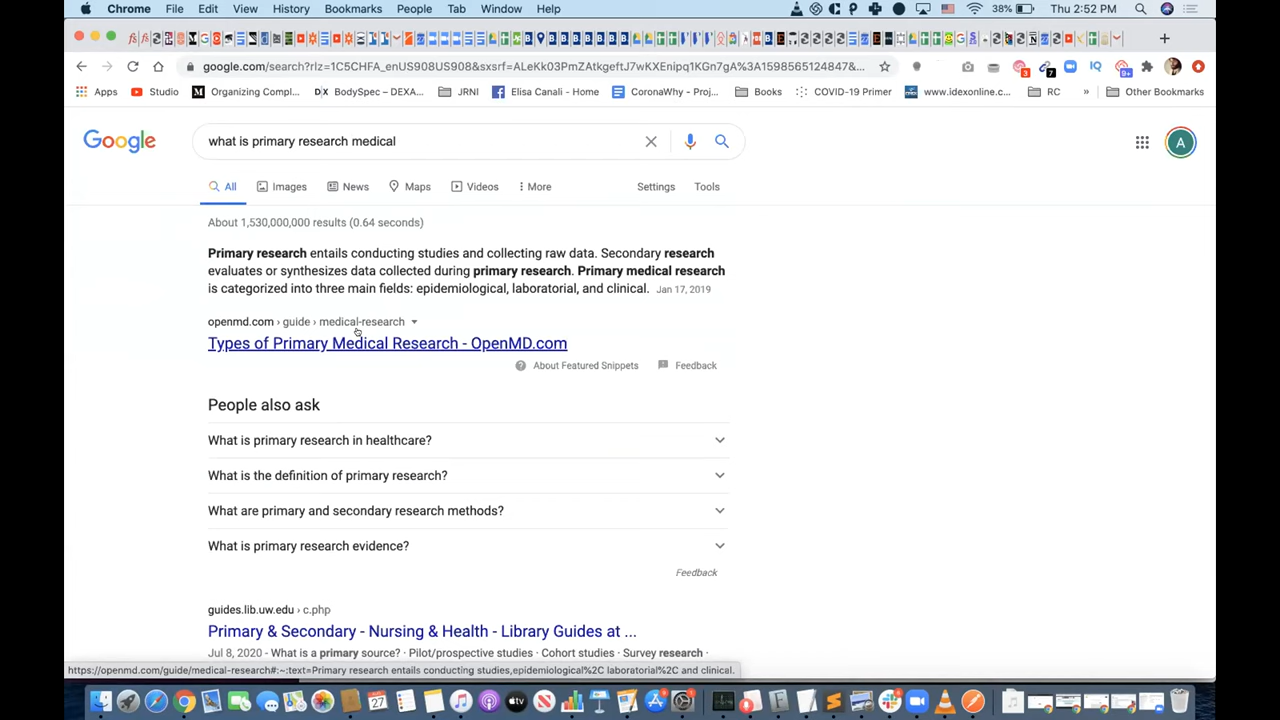 Chrome File Edit View History Bookmarks People Tab Window Help 38% Thu 2:52 PM
google.com/search?rlz=1C5CHFA_enUS908US908&sxsrf=ALeKk03PmZAtkgeftJ7wKXEnipq1KGn7gA%3A1598565124847&...
Apps Studio Organizing Compl... BodySpec – DEXA... JRNI Elisa Canali - Home CoronaWhy - Proj... Books COVID-19 Primer www.idexonline.c... RC » Other Bookmarks
Google what is primary research medical A
All Images News Maps Videos More Settings Tools
About 1,530,000,000 results (0.64 seconds)
Primary research entails conducting studies and collecting raw data. Secondary research
evaluates or synthesizes data collected during primary research. Primary medical research
is categorized into three main fields: epidemiological, laboratorial, and clinical. Jan 17, 2019
openmd.com › guide › medical-research
Types of Primary Medical Research - OpenMD.com
About Featured Snippets Feedback
People also ask
What is primary research in healthcare?
What is the definition of primary research?
What are primary and secondary research methods?
What is primary research evidence?
Feedback
guides.lib.uw.edu › c.php
Primary & Secondary - Nursing & Health - Library Guides at ...
Jul 8, 2020 - What is a primary source? · Pilot/prospective studies · Cohort studies · Survey research ·
https://openmd.com/guide/medical-research#:~:text=Primary research entails conducting studies,epidemiological%2C laboratorial%2C and clinical.